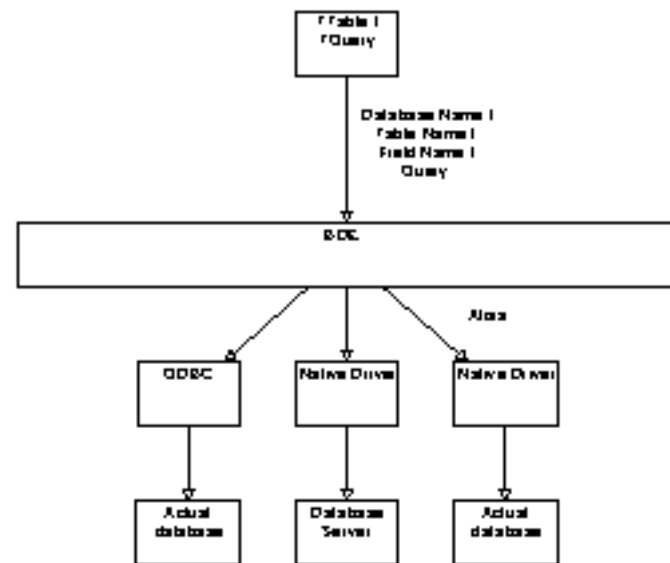 TTable /
TQuery
Database Name /
Table Name /
Field Name /
Query
BDE
Alias
ODBC
Native Driver
Native Driver
Actual
database
Database
Server
Actual
database